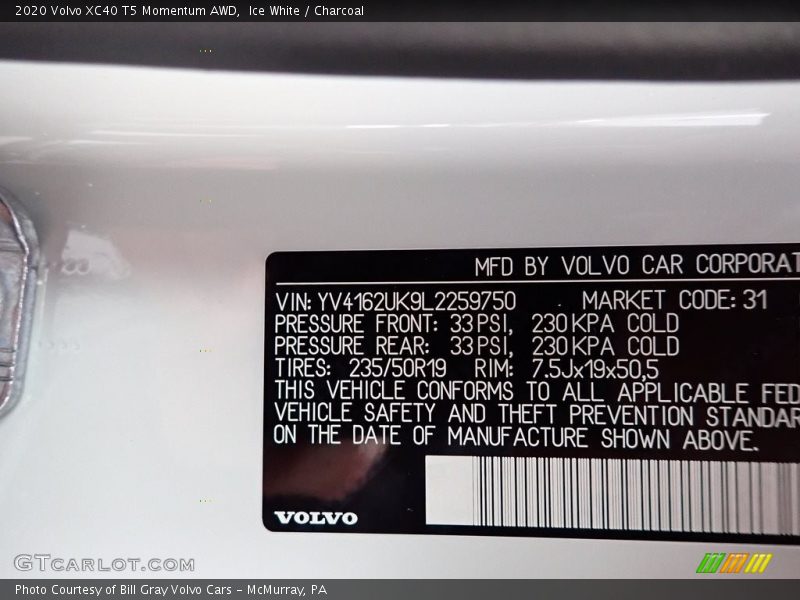 2020 Volvo XC40 T5 Momentum AWD, Ice White / Charcoal
MFD BY VOLVO CAR CORPORAT
VIN: YV4162UK9L2259750 MARKET CODE: 31
PRESSURE FRONT: 33 PSI, 230 KPA COLD
PRESSURE REAR: 33 PSI, 230 KPA COLD
TIRES: 235/50R19 RIM: 7.5Jx19x50,5
THIS VEHICLE CONFORMS TO ALL APPLICABLE FED
VEHICLE SAFETY AND THEFT PREVENTION STANDAR
ON THE DATE OF MANUFACTURE SHOWN ABOVE.
VOLVO
GTCARLOT.COM
Photo Courtesy of Bill Gray Volvo Cars - McMurray, PA